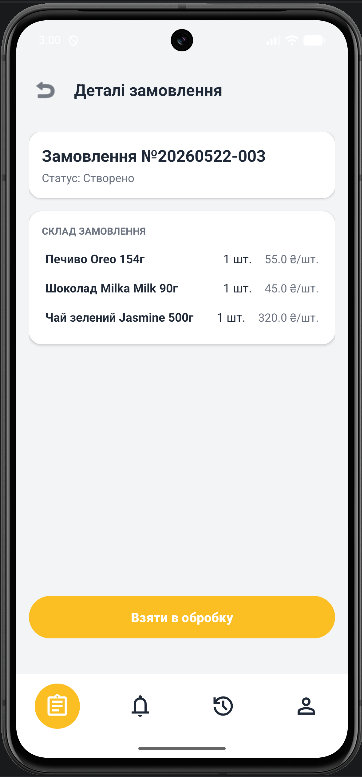 3:00
Деталі замовлення
Замовлення №20260522-003
Статус: Створено
СКЛАД ЗАМОВЛЕННЯ
Печиво Oreo 154г 1 шт. 55.0 ₴/шт.
Шоколад Milka Milk 90г 1 шт. 45.0 ₴/шт.
Чай зелений Jasmine 500г 1 шт. 320.0 ₴/шт.
Взяти в обробку